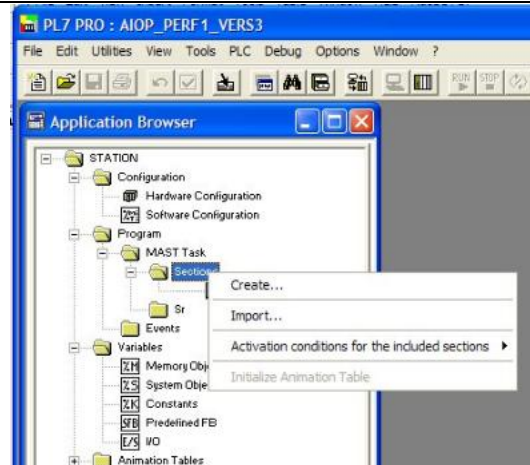 PL7 PRO : AIOP_PERF1_VERS3
File Edit Utilities View Tools PLC Debug Options Window ?
RUN STOP
Application Browser
STATION
Configuration
Hardware Configuration
Software Configuration
Program
MAST Task
Sections
Create...
Import...
Sr
Activation conditions for the included sections
Events
Initialize Animation Table
Variables
%M Memory Obj
%S System Obje
%K Constants
SFB Predefined FB
E/S I/O
Animation Tables